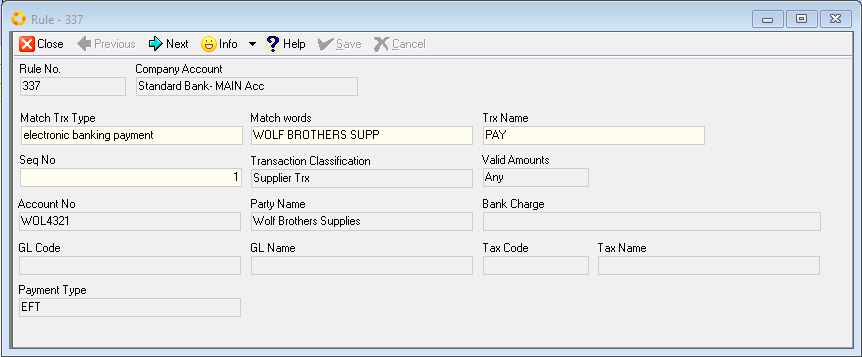 Rule - 337
Close Previous Next Info Help Save Cancel
Rule No. Company Account
337 Standard Bank- MAIN Acc
Match Trx Type Match words Trx Name
electronic banking payment WOLF BROTHERS SUPP PAY
Seq No Transaction Classification Valid Amounts
1 Supplier Trx Any
Account No Party Name Bank Charge
WOL4321 Wolf Brothers Supplies
GL Code GL Name Tax Code Tax Name
Payment Type
EFT